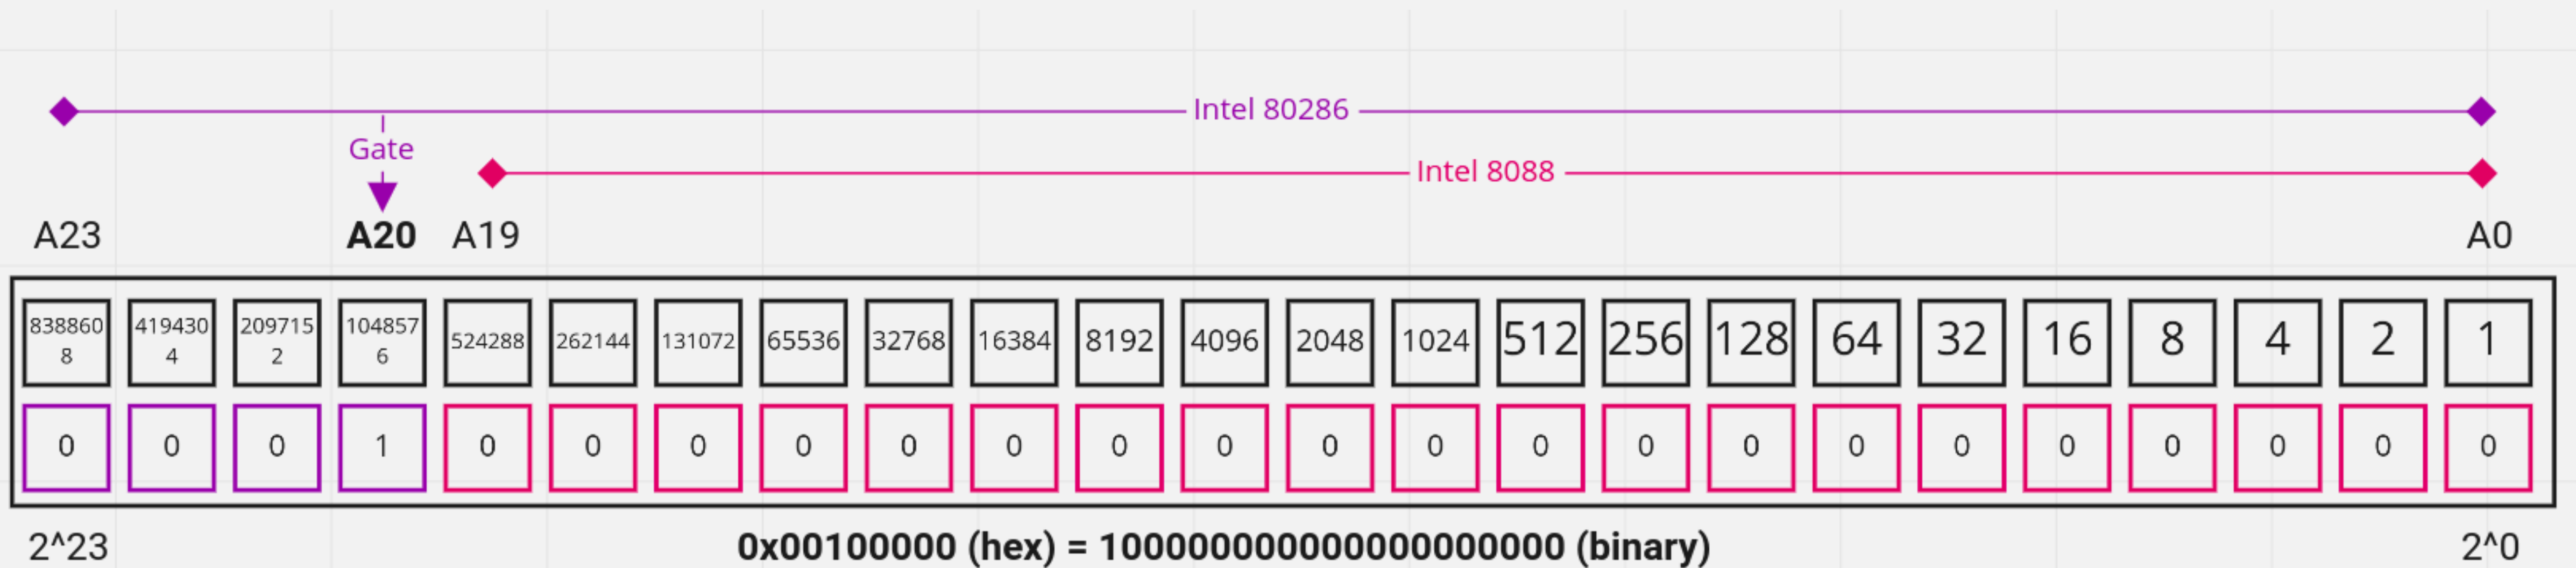 Intel 80286
Gate
Intel 8088
A23 A20 A19 A0
838860 419430 209715 104857 524288 262144 131072 65536 32768 16384 8192 4096 2048 1024 512 256 128 64 32 16 8 4 2 1
8 4 2 6
0 0 0 1 0 0 0 0 0 0 0 0 0 0 0 0 0 0 0 0 0 0 0 0
2^23 0x00100000 (hex) = 100000000000000000000 (binary) 2^0